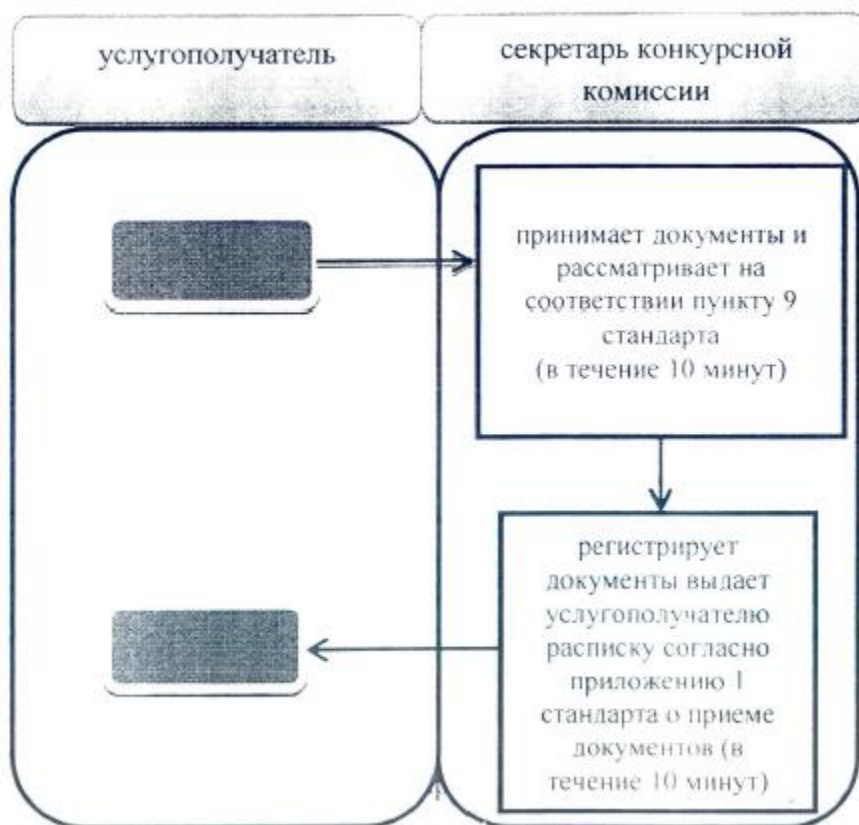 услугополучатель
секретарь конкурсной
комиссии
принимает документы и
рассматривает на
соответствии пункту 9
стандарта
(в течение 10 минут)
регистрирует
документы выдает
услугополучателю
расписку согласно
приложению 1
стандарта о приеме
документов (в
течение 10 минут)